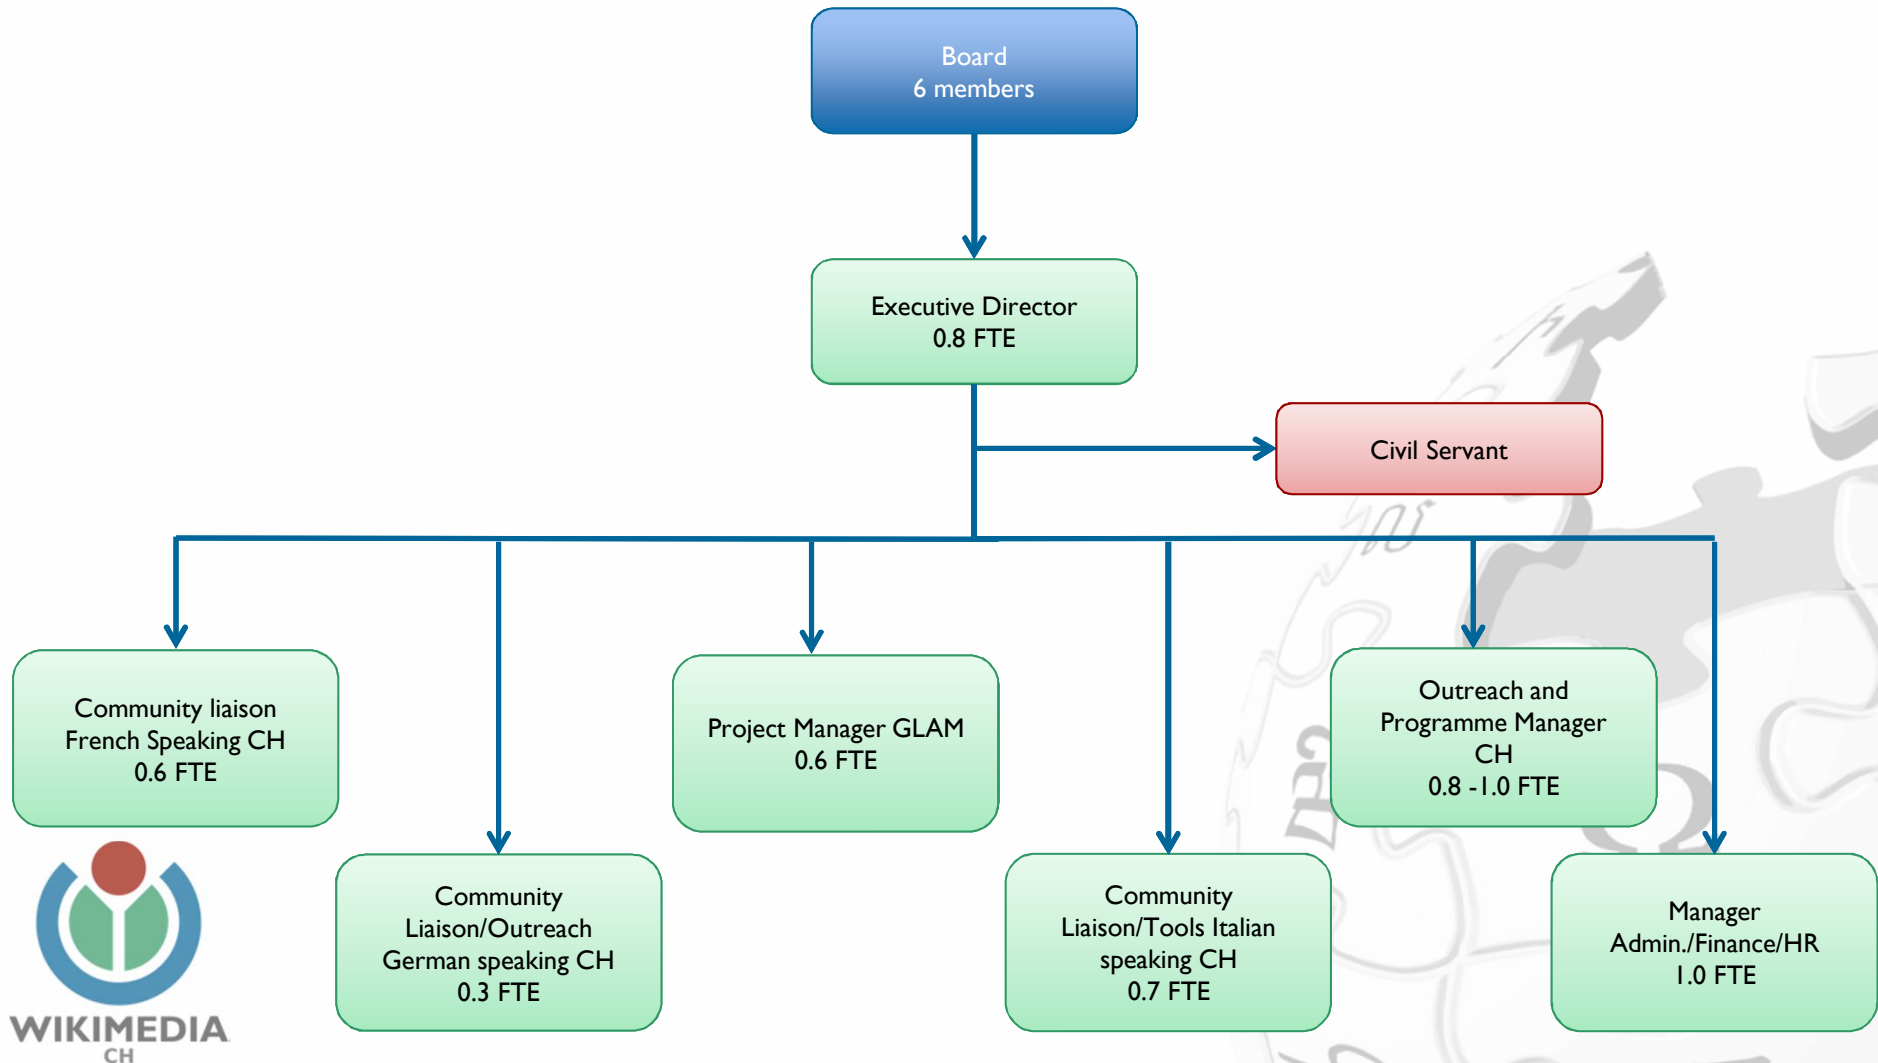 Board
6 members
Executive Director
0.8 FTE
Civil Servant
Community liaison
French Speaking CH
0.6 FTE
Community
Liaison/Outreach
German speaking CH
0.3 FTE
Project Manager GLAM
0.6 FTE
Community
Liaison/Tools Italian
speaking CH
0.7 FTE
Outreach and
Programme Manager
CH
0.8 -1.0 FTE
Manager
Admin./Finance/HR
1.0 FTE
WIKIMEDIA
CH
Ω